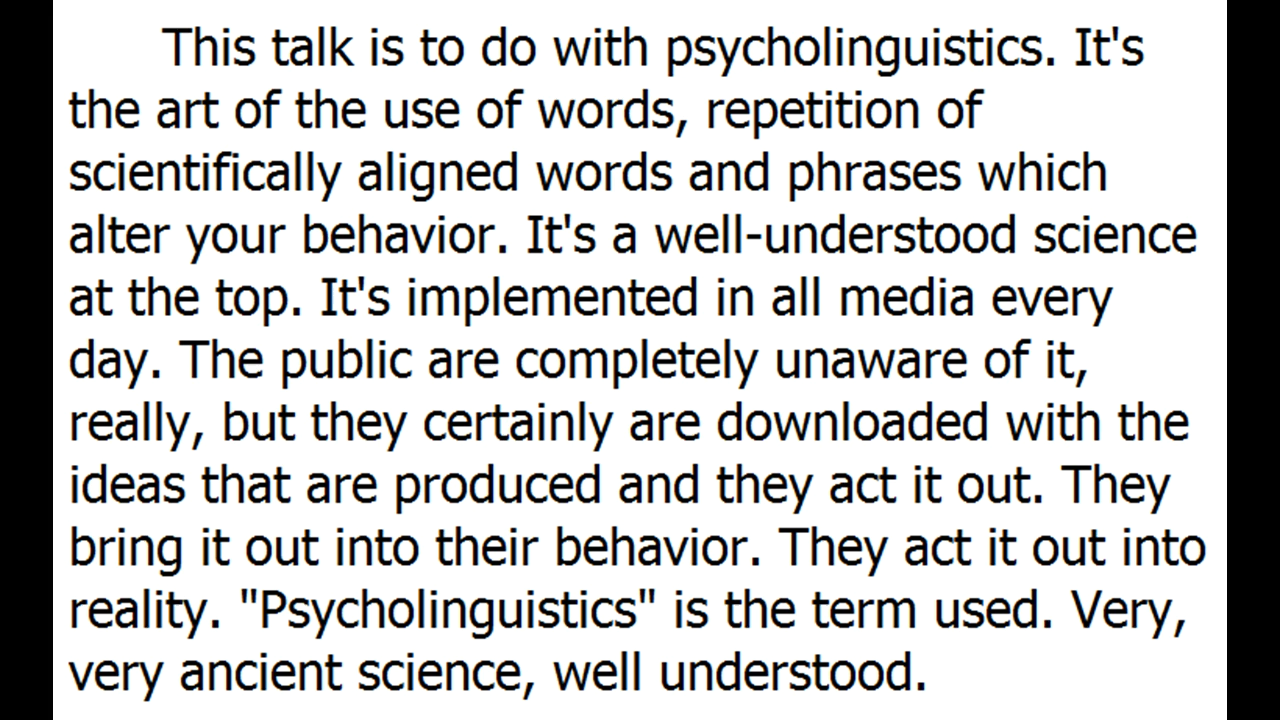 This talk is to do with psycholinguistics. It's
the art of the use of words, repetition of
scientifically aligned words and phrases which
alter your behavior. It's a well-understood science
at the top. It's implemented in all media every
day. The public are completely unaware of it,
really, but they certainly are downloaded with the
ideas that are produced and they act it out. They
bring it out into their behavior. They act it out into
reality. "Psycholinguistics" is the term used. Very,
very ancient science, well understood.